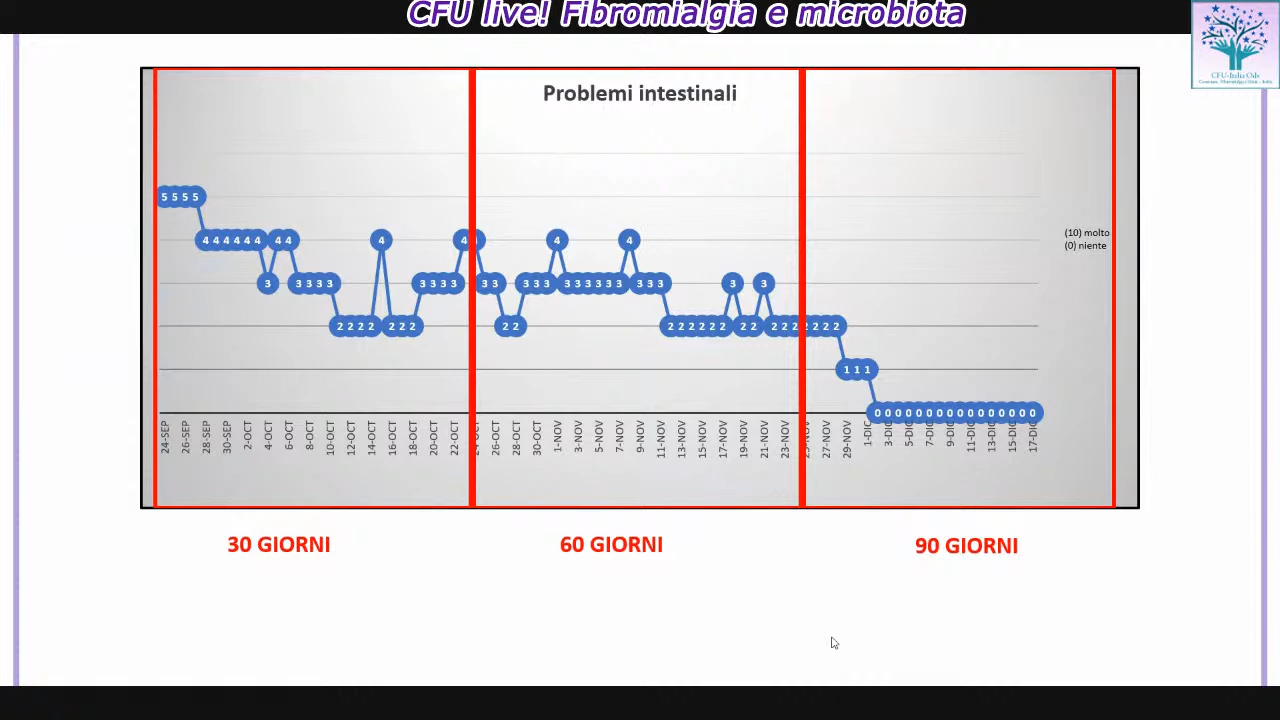 CFU live! Fibromialgia e microbiota
CFU-Italia Odv
Problemi intestinali
5 5 5 5
4 4 4 4 4 4 4 4 4 4 4 4
3 3 3 3 3 3 3 3 3 3 3 3 3 3 3 3 3 3 3 3 3 3 3 3 3
2 2 2 2 2 2 2 2 2 2 2 2 2 2 2 2 2 2 2 2 2 2 2 2
1 1 1
0 0 0 0 0 0 0 0 0 0 0 0 0 0 0 0
(10) molto
(0) niente
24-SEP
26-SEP
28-SEP
30-SEP
2-OCT
4-OCT
6-OCT
8-OCT
10-OCT
12-OCT
14-OCT
16-OCT
18-OCT
20-OCT
22-OCT
26-OCT
28-OCT
30-OCT
1-NOV
3-NOV
5-NOV
7-NOV
9-NOV
11-NOV
13-NOV
15-NOV
17-NOV
19-NOV
21-NOV
23-NOV
27-NOV
29-NOV
1-DIC
3-DIC
5-DIC
7-DIC
9-DIC
11-DIC
13-DIC
15-DIC
17-DIC
30 GIORNI
60 GIORNI
90 GIORNI